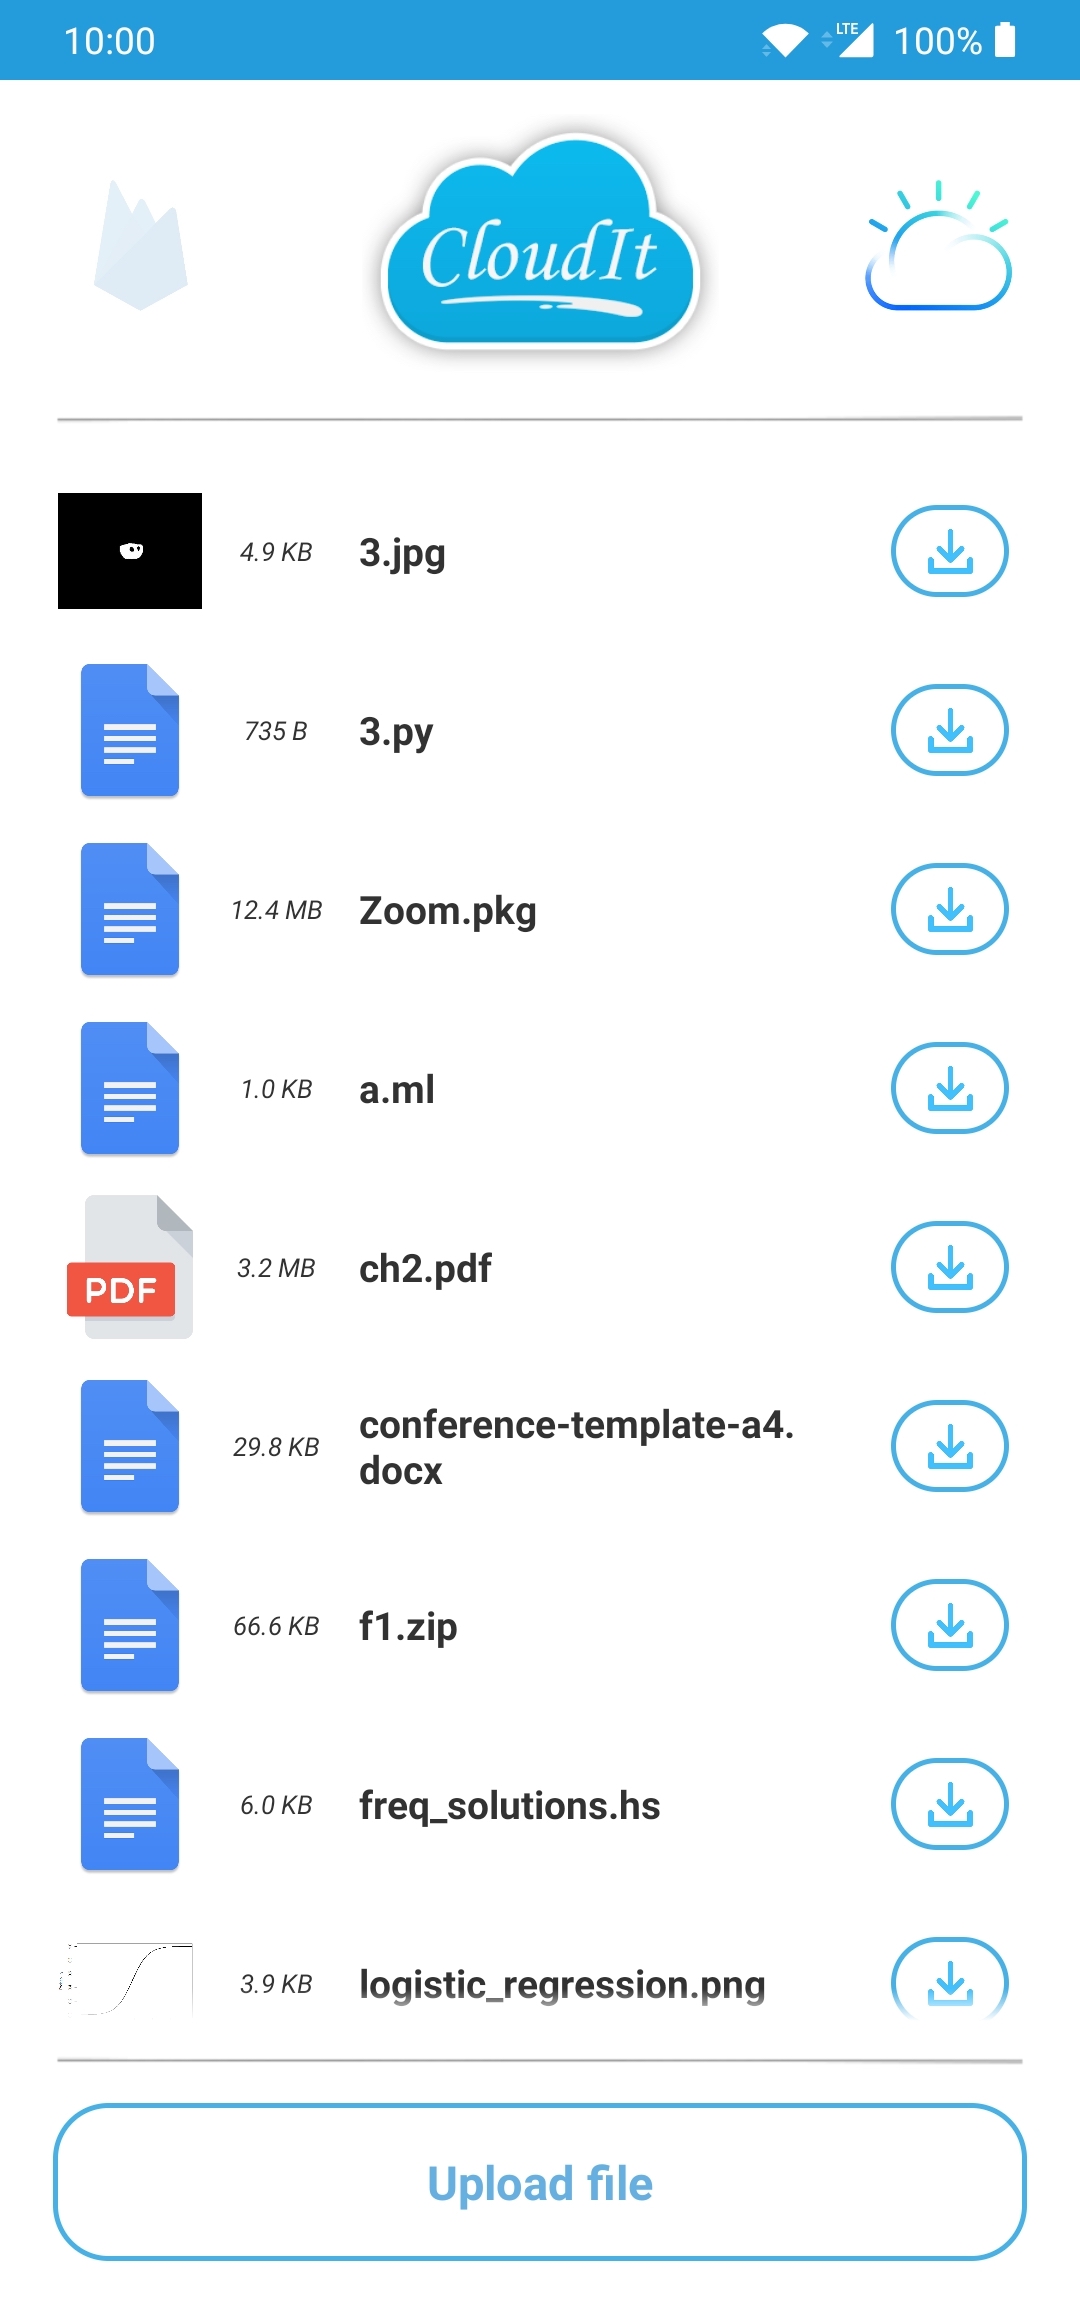 10:00
LTE
100%
CloudIt
4.9 KB 3.jpg
735 B 3.py
12.4 MB Zoom.pkg
1.0 KB a.ml
PDF
3.2 MB ch2.pdf
29.8 KB conference-template-a4.
docx
66.6 KB f1.zip
6.0 KB freq_solutions.hs
3.9 KB logistic_regression.png
Upload file